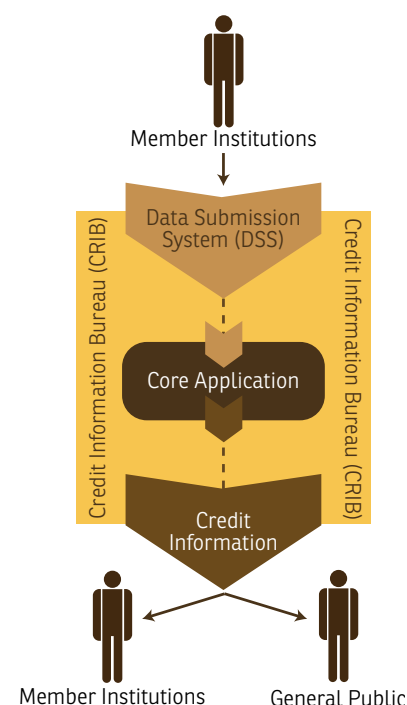 Member Institutions
Data Submission
System (DSS)
Credit Information Bureau (CRIB)
Credit Information Bureau (CRIB)
Core Application
Credit
Information
Member Institutions
General Public